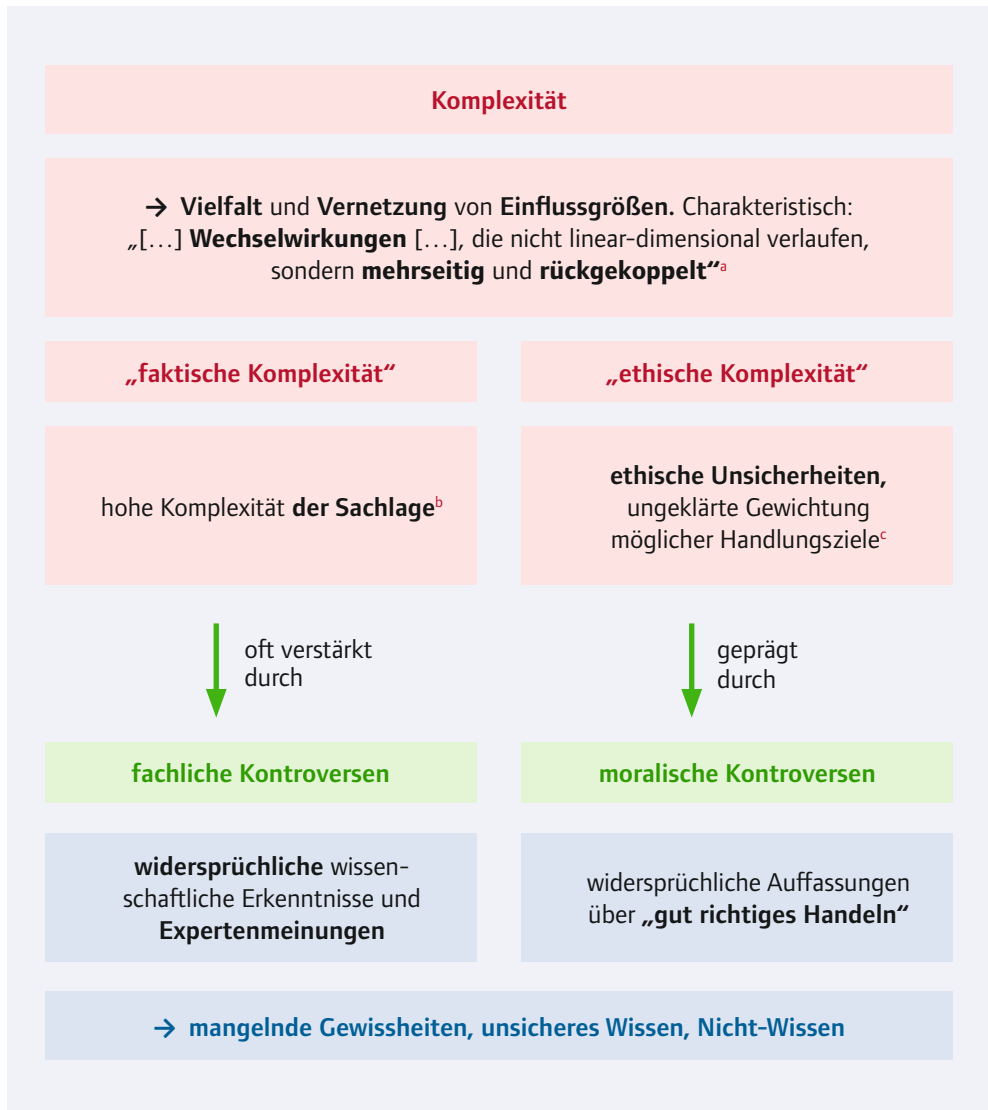 Komplexität
→ Vielfalt und Vernetzung von Einflussgrößen. Charakteristisch:
„[…] Wechselwirkungen […], die nicht linear-dimensional verlaufen,
sondern mehrseitig und rückgekoppelt“a
„faktische Komplexität“
hohe Komplexität der Sachlageb
oft verstärkt
durch
fachliche Kontroversen
widersprüchliche wissen-
schaftliche Erkenntnisse und
Expertenmeinungen
„ethische Komplexität“
ethische Unsicherheiten,
ungeklärte Gewichtung
möglicher Handlungszielec
geprägt
durch
moralische Kontroversen
widersprüchliche Auffassungen
über „gut richtiges Handeln“
→ mangelnde Gewissheiten, unsicheres Wissen, Nicht-Wissen